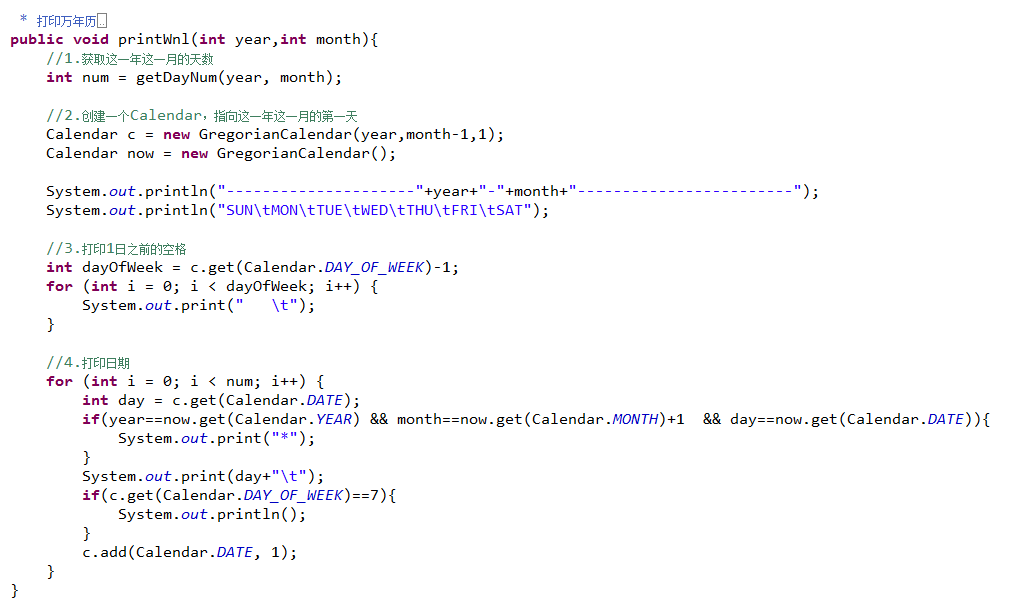 * 打印万年历
public void printWnl(int year,int month){
//1.获取这一年这一月的天数
int num = getDayNum(year, month);
//2.创建一个Calendar，指向这一年这一月的第一天
Calendar c = new GregorianCalendar(year,month-1,1);
Calendar now = new GregorianCalendar();
System.out.println("---------------------"+year+"-"+month+"------------------------");
System.out.println("SUN\tMON\tTUE\tWED\tTHU\tFRI\tSAT");
//3.打印1日之前的空格
int dayOfWeek = c.get(Calendar.DAY_OF_WEEK)-1;
for (int i = 0; i < dayOfWeek; i++) {
System.out.print("   \t");
}
//4.打印日期
for (int i = 0; i < num; i++) {
int day = c.get(Calendar.DATE);
if(year==now.get(Calendar.YEAR) && month==now.get(Calendar.MONTH)+1  && day==now.get(Calendar.DATE)){
System.out.print("*");
}
System.out.print(day+"\t");
if(c.get(Calendar.DAY_OF_WEEK)==7){
System.out.println();
}
c.add(Calendar.DATE, 1);
}
}